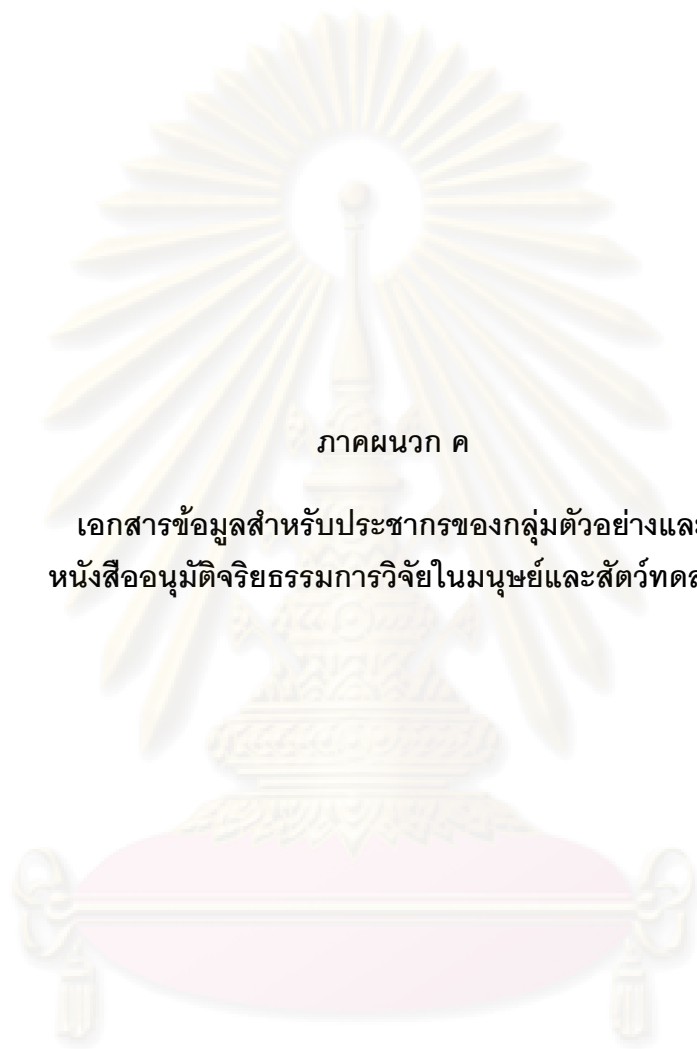 ภาคผนวก ค
เอกสารข้อมูลสำหรับประชากรของกลุ่มตัวอย่างและ
หนังสืออนุมัติจริยธรรมการวิจัยในมนุษย์และสัตว์